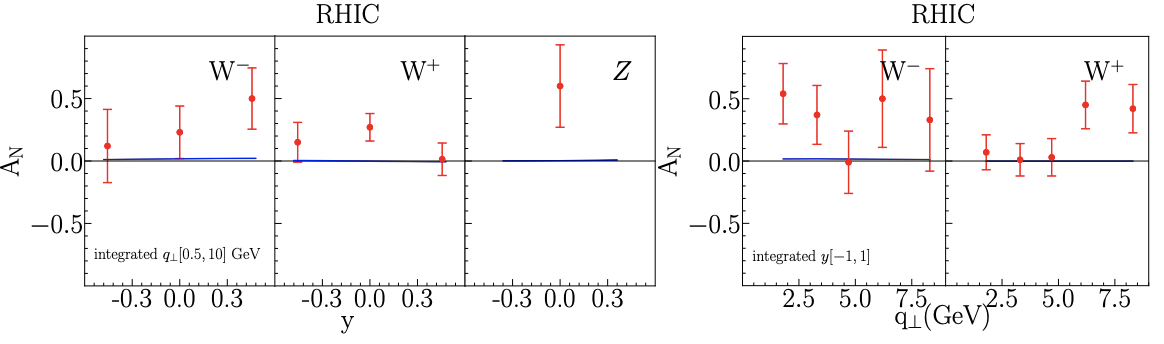 RHIC
W⁻
W⁺
Z
0.5
0.0
−0.5
A_N
integrated q⊥[0.5, 10] GeV
-0.3 0.0 0.3
-0.3 0.0 0.3
-0.3 0.0 0.3
y
RHIC
W⁻
W⁺
0.5
0.0
−0.5
A_N
integrated y[−1, 1]
2.5 5.0 7.5
2.5 5.0 7.5
q⊥(GeV)